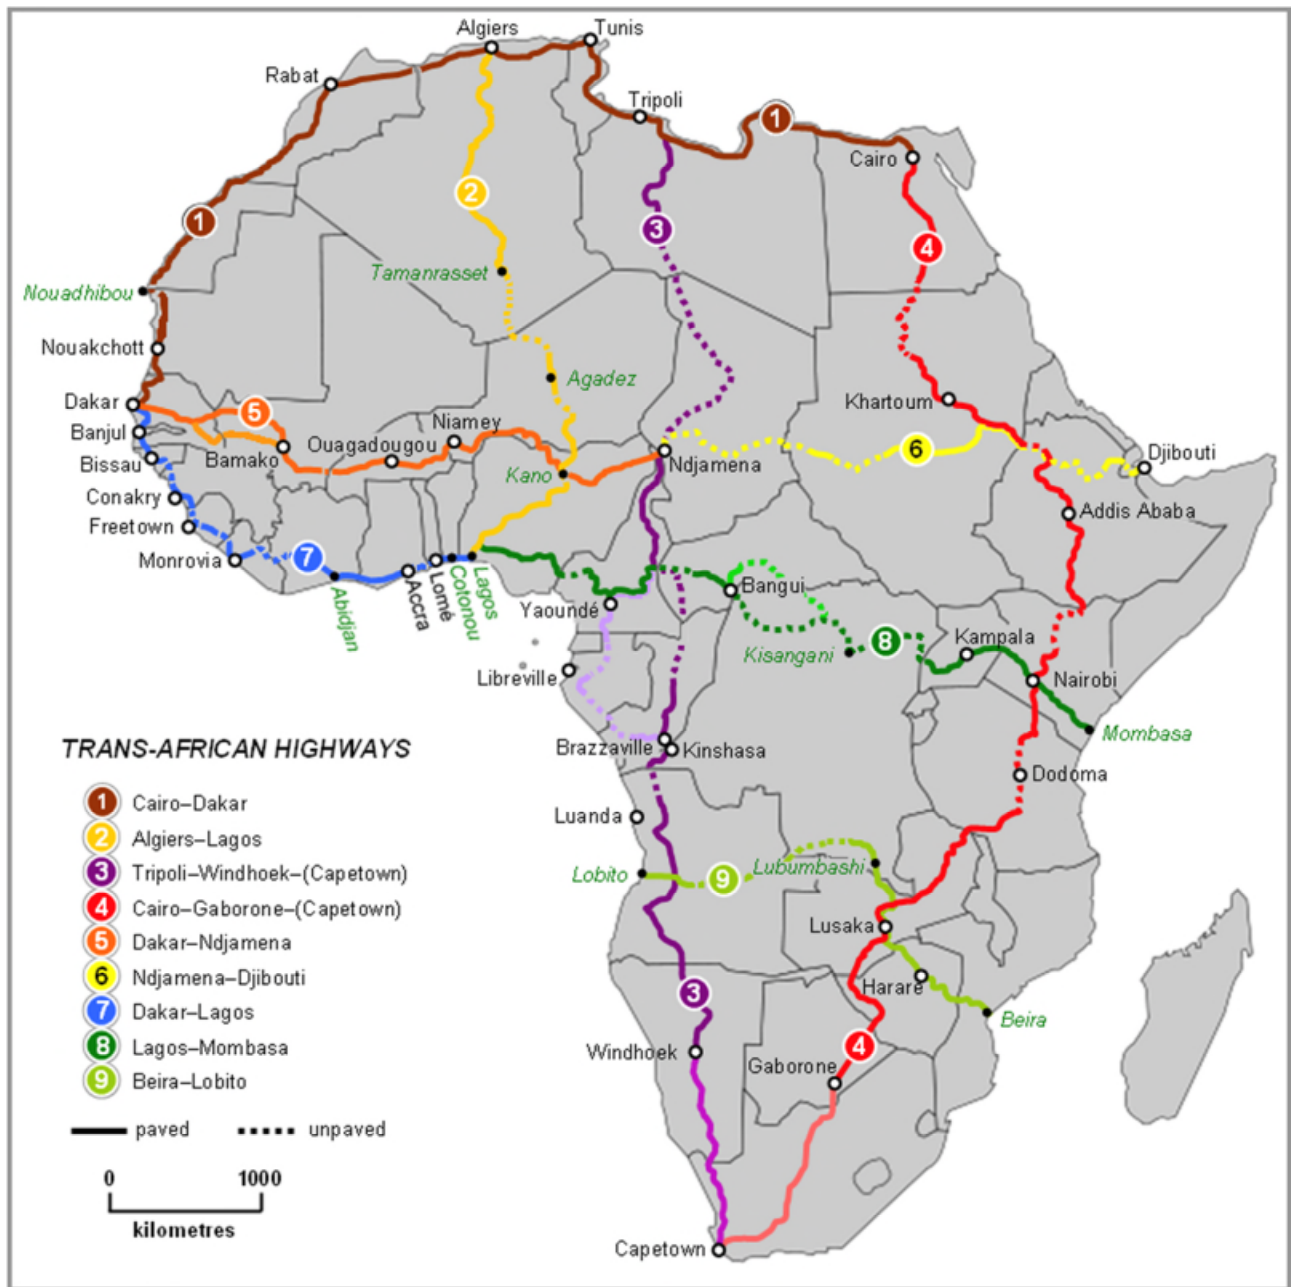 Algiers
Tunis
Rabat
Tripoli
1
Cairo
2
1
3
4
Tamanrasset
Nouadhibou
Nouakchott
Agadez
Dakar
5
Khartoum
Banjul
Niamey
Ouagadougou
Bamako
Bissau
Ndjamena
6
Djibouti
Kano
Conakry
Addis Ababa
Freetown
Monrovia
7
Abidjan
Accra
Lomé
Cotonou
Lagos
Bangui
Yaoundé
8
Kampala
Kisangani
Libreville
Nairobi
Mombasa
Brazzaville
Kinshasa
Dodoma
Luanda
Lobito
9
Lubumbashi
Lusaka
Harare
3
Beira
Windhoek
4
Gaborone
Capetown
TRANS-AFRICAN HIGHWAYS
1 Cairo–Dakar
2 Algiers–Lagos
3 Tripoli–Windhoek–(Capetown)
4 Cairo–Gaborone–(Capetown)
5 Dakar–Ndjamena
6 Ndjamena–Djibouti
7 Dakar–Lagos
8 Lagos–Mombasa
9 Beira–Lobito
paved unpaved
0 1000
kilometres